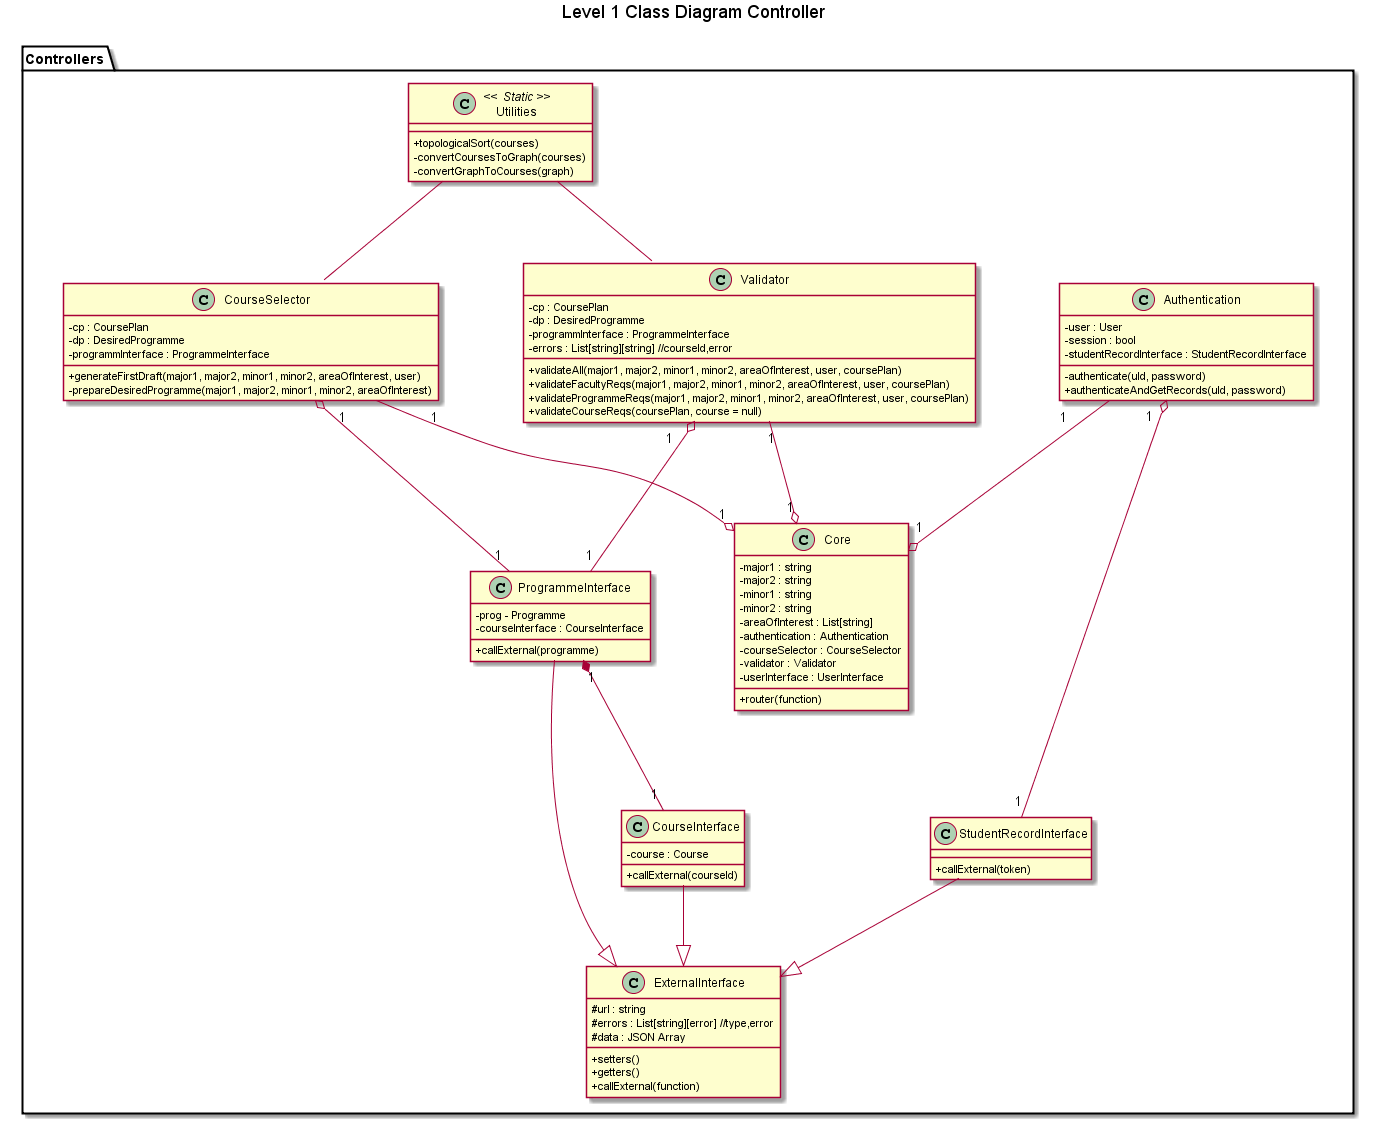 Level 1 Class Diagram Controller
Controllers
<< Static >>
C Utilities
+topologicalSort(courses)
-convertCoursesToGraph(courses)
-convertGraphToCourses(graph)
C CourseSelector
-cp : CoursePlan
-dp : DesiredProgramme
-programmInterface : ProgrammeInterface
+generateFirstDraft(major1, major2, minor1, minor2, areaOfInterest, user)
-prepareDesiredProgramme(major1, major2, minor1, minor2, areaOfInterest)
C Validator
-cp : CoursePlan
-dp : DesiredProgramme
-programmInterface : ProgrammeInterface
-errors : List[string][string] //courseId,error
+validateAll(major1, major2, minor1, minor2, areaOfInterest, user, coursePlan)
+validateFacultyReqs(major1, major2, minor1, minor2, areaOfInterest, user, coursePlan)
+validateProgrammeReqs(major1, major2, minor1, minor2, areaOfInterest, user, coursePlan)
+validateCourseReqs(coursePlan, course = null)
C Authentication
-user : User
-session : bool
-studentRecordInterface : StudentRecordInterface
-authenticate(uId, password)
+authenticateAndGetRecords(uId, password)
1 1 1 1 1 1
1 1 1 1 1
C ProgrammeInterface
-prog - Programme
-courseInterface : CourseInterface
+callExternal(programme)
C Core
-major1 : string
-major2 : string
-minor1 : string
-minor2 : string
-areaOfInterest : List[string]
-authentication : Authentication
-courseSelector : CourseSelector
-validator : Validator
-userInterface : UserInterface
+router(function)
1
1 1
C CourseInterface
-course : Course
+callExternal(courseId)
C StudentRecordInterface
+callExternal(token)
C ExternalInterface
#url : string
#errors : List[string][error] //type,error
#data : JSON Array
+setters()
+getters()
+callExternal(function)